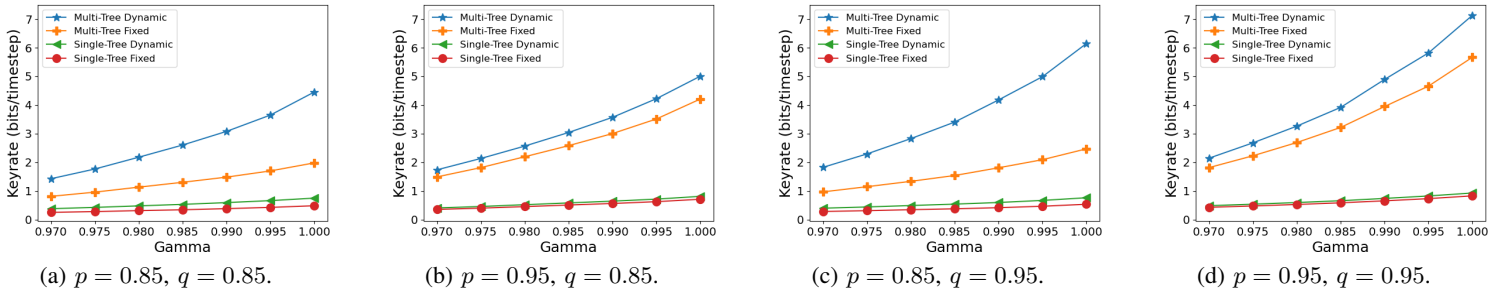 Keyrate (bits/timestep)
7
6
5
4
3
2
1
0
Multi-Tree Dynamic
Multi-Tree Fixed
Single-Tree Dynamic
Single-Tree Fixed
0.970 0.975 0.980 0.985 0.990 0.995 1.000
Gamma
(a) p = 0.85, q = 0.85.
Keyrate (bits/timestep)
7
6
5
4
3
2
1
0
Multi-Tree Dynamic
Multi-Tree Fixed
Single-Tree Dynamic
Single-Tree Fixed
0.970 0.975 0.980 0.985 0.990 0.995 1.000
Gamma
(b) p = 0.95, q = 0.85.
Keyrate (bits/timestep)
7
6
5
4
3
2
1
0
Multi-Tree Dynamic
Multi-Tree Fixed
Single-Tree Dynamic
Single-Tree Fixed
0.970 0.975 0.980 0.985 0.990 0.995 1.000
Gamma
(c) p = 0.85, q = 0.95.
Keyrate (bits/timestep)
7
6
5
4
3
2
1
0
Multi-Tree Dynamic
Multi-Tree Fixed
Single-Tree Dynamic
Single-Tree Fixed
0.970 0.975 0.980 0.985 0.990 0.995 1.000
Gamma
(d) p = 0.95, q = 0.95.